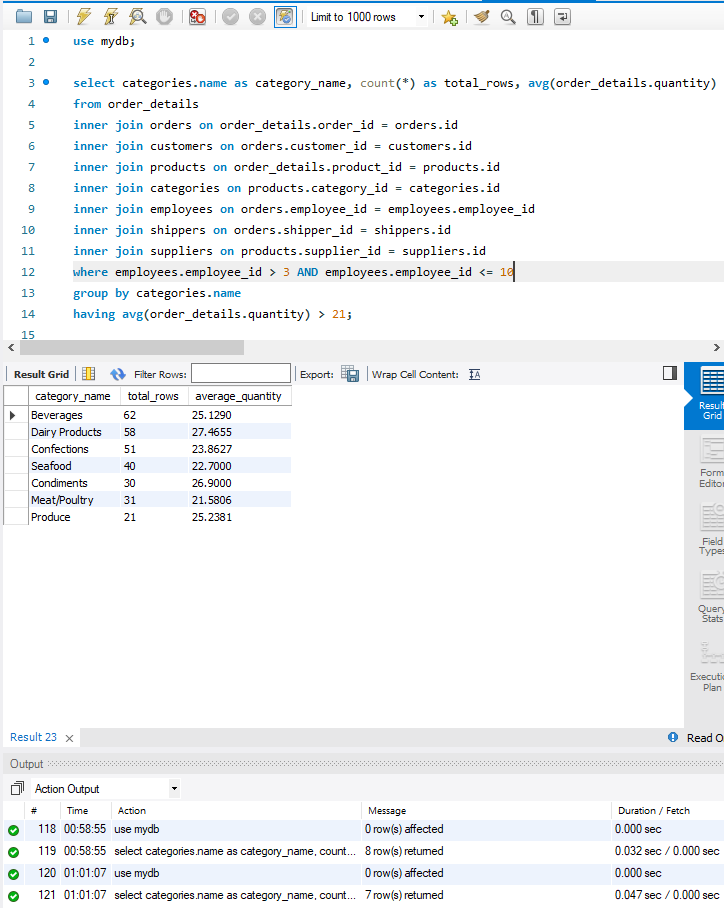 Limit to 1000 rows
1 use mydb;
2
3 select categories.name as category_name, count(*) as total_rows, avg(order_details.quantity)
4 from order_details
5 inner join orders on order_details.order_id = orders.id
6 inner join customers on orders.customer_id = customers.id
7 inner join products on order_details.product_id = products.id
8 inner join categories on products.category_id = categories.id
9 inner join employees on orders.employee_id = employees.employee_id
10 inner join shippers on orders.shipper_id = shippers.id
11 inner join suppliers on products.supplier_id = suppliers.id
12 where employees.employee_id > 3 AND employees.employee_id <= 10
13 group by categories.name
14 having avg(order_details.quantity) > 21;
15
Result Grid Filter Rows: Export: Wrap Cell Content:
category_name total_rows average_quantity
Beverages 62 25.1290
Dairy Products 58 27.4655
Confections 51 23.8627
Seafood 40 22.7000
Condiments 30 26.9000
Meat/Poultry 31 21.5806
Produce 21 25.2381
Result
Grid
Form
Editor
Field
Types
Query
Stats
Executio
Plan
Result 23 Read O
Output
Action Output
# Time Action Message Duration / Fetch
118 00:58:55 use mydb 0 row(s) affected 0.000 sec
119 00:58:55 select categories.name as category_name, count... 8 row(s) returned 0.032 sec / 0.000 sec
120 01:01:07 use mydb 0 row(s) affected 0.000 sec
121 01:01:07 select categories.name as category_name, count... 7 row(s) returned 0.047 sec / 0.000 sec